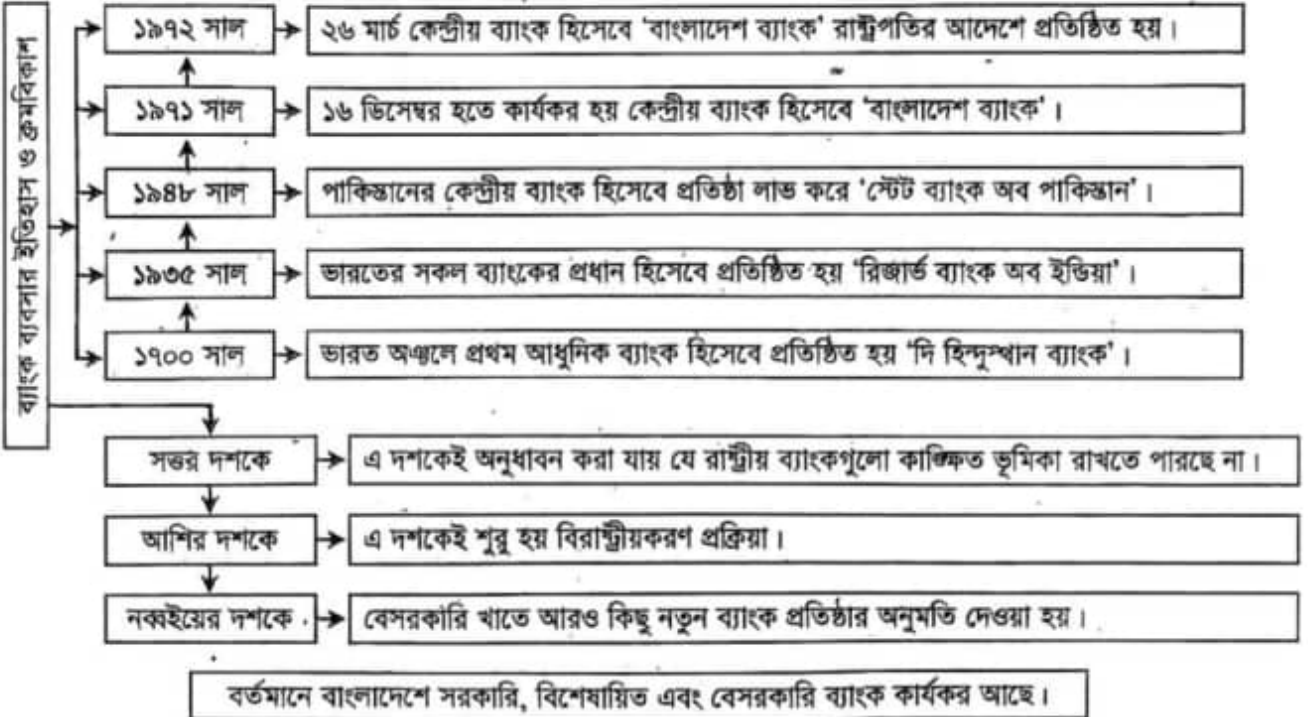 ব্যাংক ব্যবসার ইতিহাস ও ক্রমবিকাশ
১৯৭২ সাল
২৬ মার্চ কেন্দ্রীয় ব্যাংক হিসেবে ‘বাংলাদেশ ব্যাংক’ রাষ্ট্রপতির আদেশে প্রতিষ্ঠিত হয়।
১৯৭১ সাল
১৬ ডিসেম্বর হতে কার্যকর হয় কেন্দ্রীয় ব্যাংক হিসেবে ‘বাংলাদেশ ব্যাংক’।
১৯৪৮ সাল
পাকিস্তানের কেন্দ্রীয় ব্যাংক হিসেবে প্রতিষ্ঠা লাভ করে ‘স্টেট ব্যাংক অব পাকিস্তান’।
১৯৩৫ সাল
ভারতের সকল ব্যাংকের প্রধান হিসেবে প্রতিষ্ঠিত হয় ‘রিজার্ভ ব্যাংক অব ইন্ডিয়া’।
১৭০০ সাল
ভারত অঞ্চলে প্রথম আধুনিক ব্যাংক হিসেবে প্রতিষ্ঠিত হয় ‘দি হিন্দুস্থান ব্যাংক’।
সত্তর দশকে
এ দশকেই অনুধাবন করা যায় যে রাষ্ট্রীয় ব্যাংকগুলো কাঙ্ক্ষিত ভূমিকা রাখতে পারছে না।
আশির দশকে
এ দশকেই শুরু হয় বিরাষ্ট্রীয়করণ প্রক্রিয়া।
নব্বইয়ের দশকে
বেসরকারি খাতে আরও কিছু নতুন ব্যাংক প্রতিষ্ঠার অনুমতি দেওয়া হয়।
বর্তমানে বাংলাদেশে সরকারি, বিশেষায়িত এবং বেসরকারি ব্যাংক কার্যকর আছে।